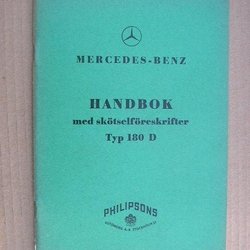 MERCEDES-BENZ
HANDBOK
med skötselföreskrifter
Typ 180 D
PHILIPSONS